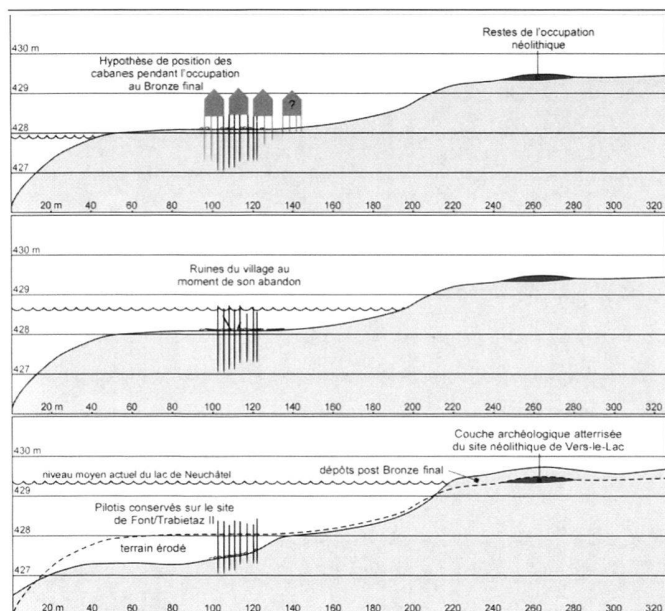 430 m
Restes de l'occupation
néolithique
Hypothèse de position des
cabanes pendant l'occupation
au Bronze final
429
?
428
427
20 m 40 60 80 100 120 140 160 180 200 220 240 260 280 300 320
430 m
Ruines du village au
moment de son abandon
429
428
427
20 m 40 60 80 100 120 140 160 180 200 220 240 260 280 300 320
430 m
Couche archéologique atterrisée
du site néolithique de Vers-le-Lac
niveau moyen actuel du lac de Neuchâtel
dépôts post Bronze final
429
Pilotis conservés sur le site
de Font/Trabietaz II
428
terrain érodé
427
20 m 40 60 80 100 120 140 160 180 200 220 240 260 280 300 320